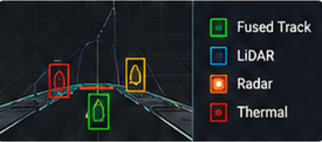 Fused Track
LiDAR
Radar
Thermal